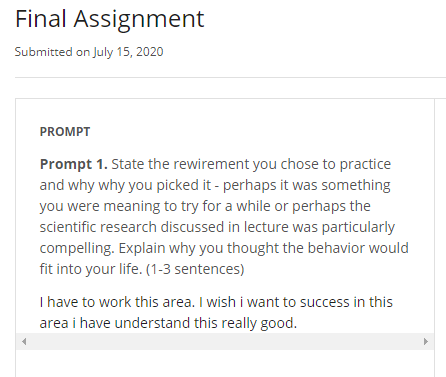 Final Assignment
Submitted on July 15, 2020
PROMPT
Prompt 1. State the rewirement you chose to practice
and why why you picked it - perhaps it was something
you were meaning to try for a while or perhaps the
scientific research discussed in lecture was particularly
compelling. Explain why you thought the behavior would
fit into your life. (1-3 sentences)
I have to work this area. I wish i want to success in this
area i have understand this really good.